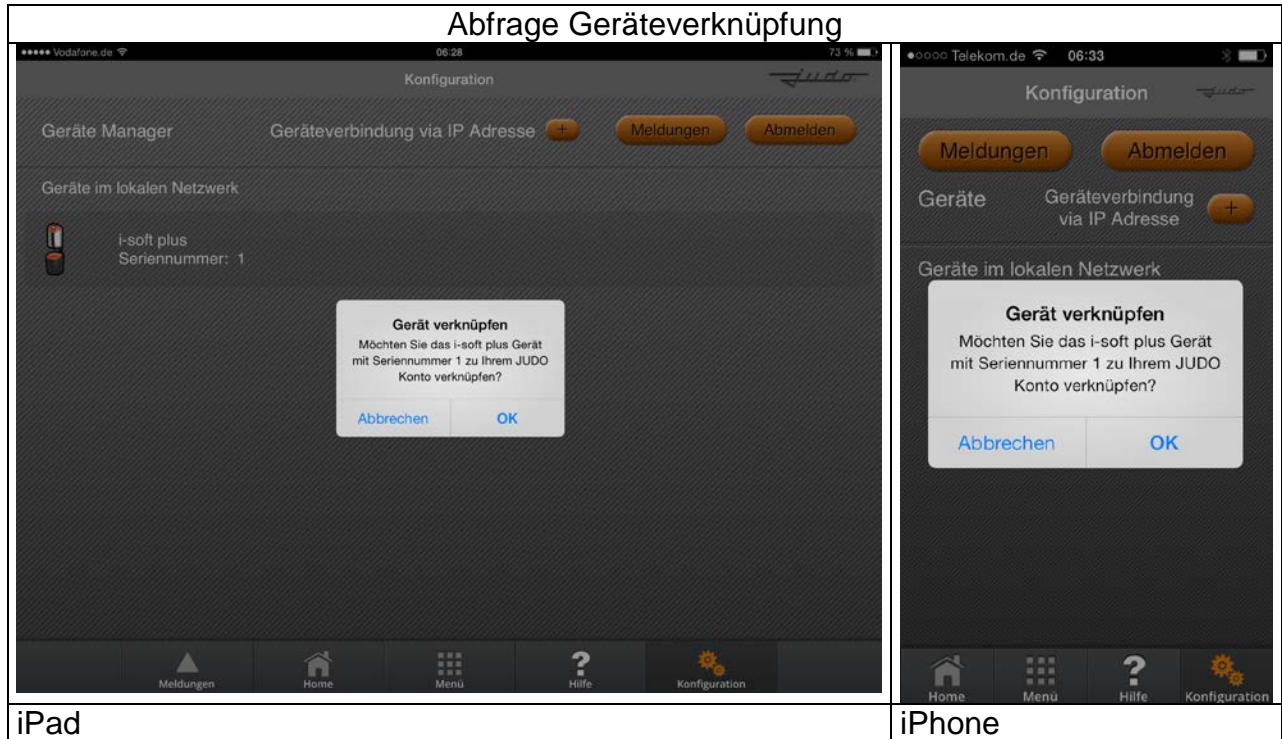 Abfrage Geräteverknüpfung
Vodafone.de 06:28 73 %
Konfiguration
judo
Geräte Manager Geräteverbindung via IP Adresse + Meldungen Abmelden
Geräte im lokalen Netzwerk
i-soft plus
Seriennummer: 1
Gerät verknüpfen
Möchten Sie das i-soft plus Gerät
mit Seriennummer 1 zu Ihrem JUDO
Konto verknüpfen?
Abbrechen OK
Meldungen Home Menü ? Hilfe Konfiguration
iPad
Telekom.de 06:33
Konfiguration
judo
Meldungen Abmelden
Geräte Geräteverbindung
via IP Adresse +
Geräte im lokalen Netzwerk
Gerät verknüpfen
Möchten Sie das i-soft plus Gerät
mit Seriennummer 1 zu Ihrem JUDO
Konto verknüpfen?
Abbrechen OK
Home Menü ? Hilfe Konfiguration
iPhone